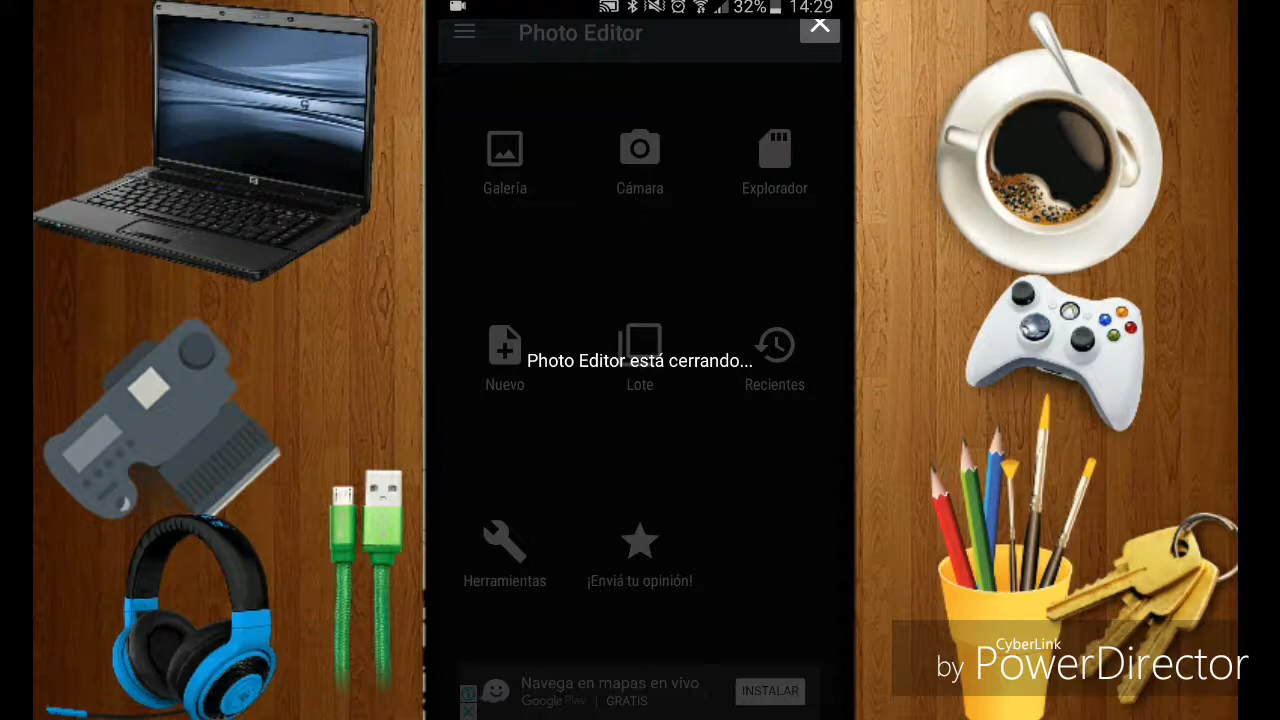 32% 14:29
Photo Editor
Galería
Cámara
Explorador
Photo Editor está cerrando...
Nuevo
Lote
Recientes
Herramientas
¡Enviá tu opinión!
Navega en mapas en vivo
Google Play | GRATIS
INSTALAR
CyberLink
by PowerDirector